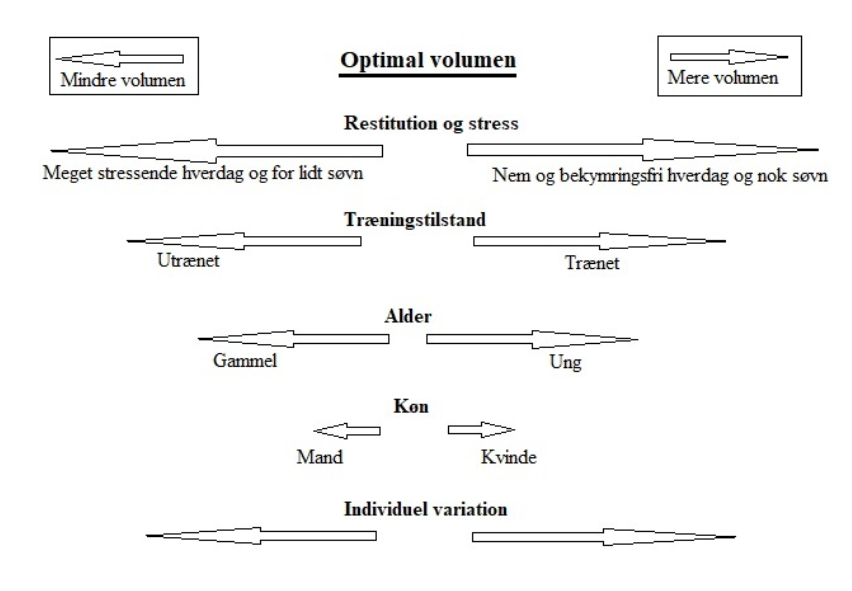 Optimal volumen
Mindre volumen
Mere volumen
Restitution og stress
Meget stressende hverdag og for lidt søvn
Nem og bekymringsfri hverdag og nok søvn
Træningstilstand
Utrænet
Trænet
Alder
Gammel
Ung
Køn
Mand
Kvinde
Individuel variation